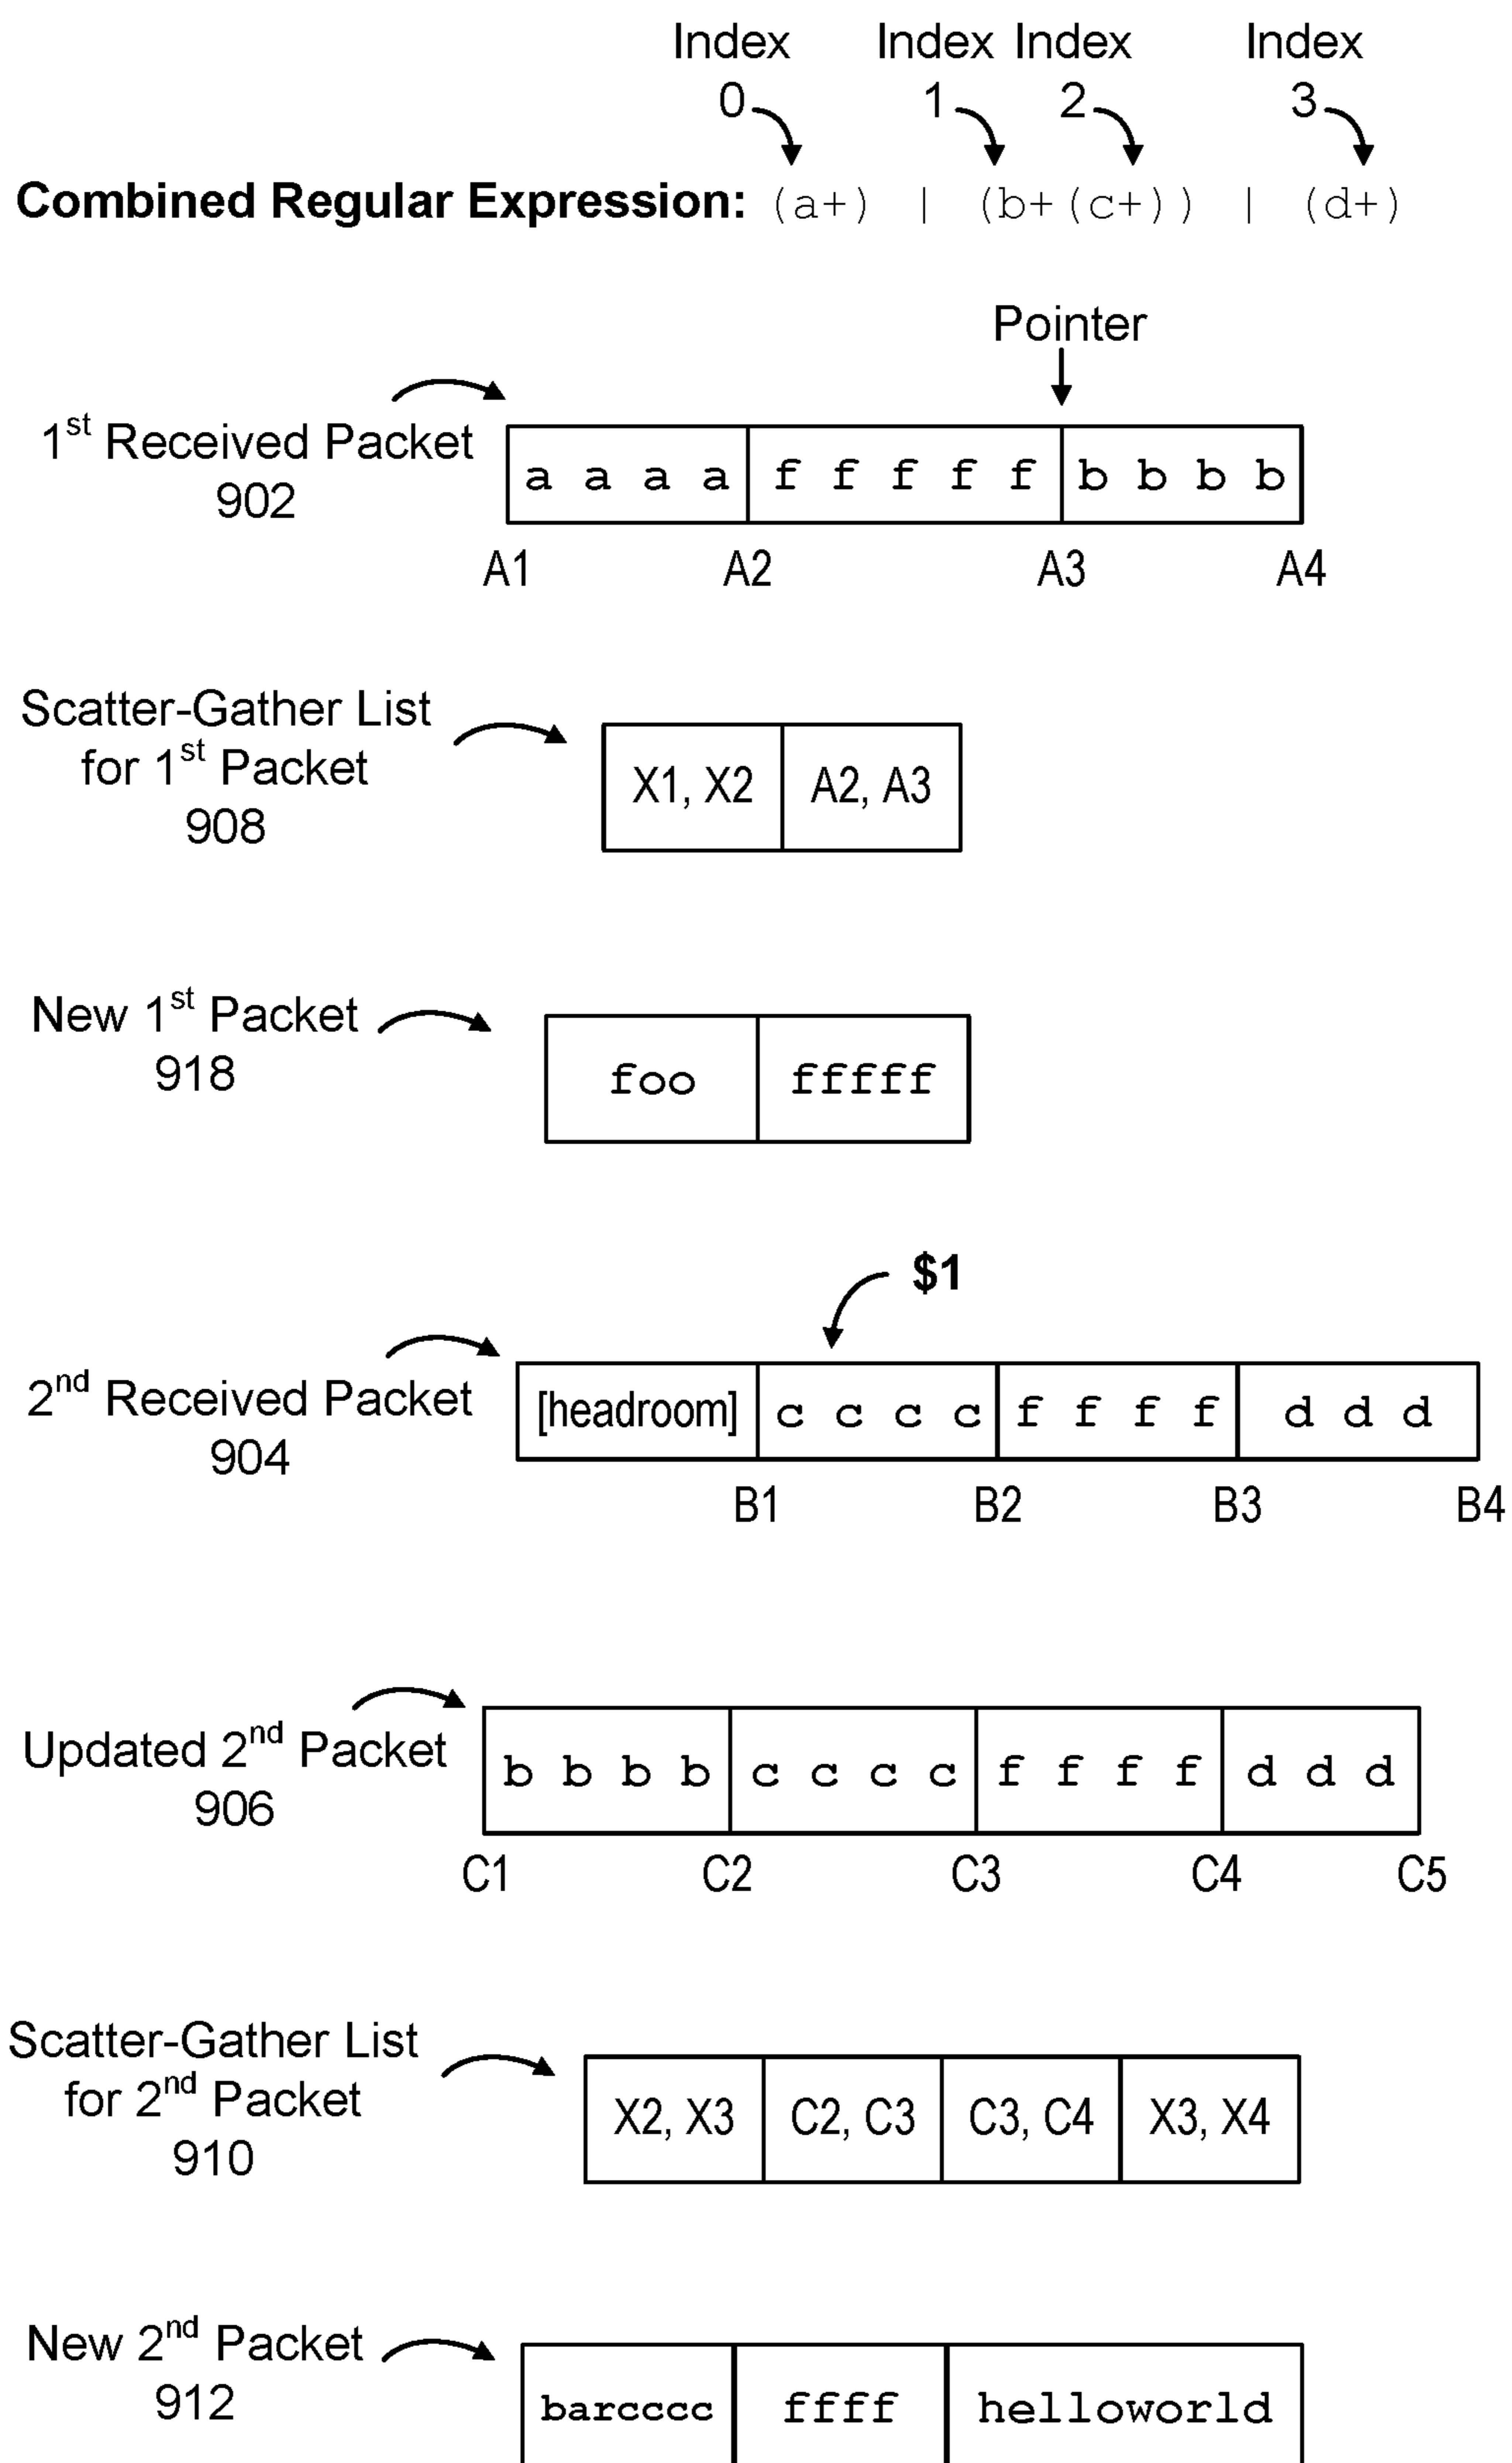 Index Index Index Index
0 1 2 3
Combined Regular Expression: (a+) | (b+(c+)) | (d+)
Pointer
1st Received Packet
902
a a a a f f f f f b b b b
A1 A2 A3 A4
Scatter-Gather List
for 1st Packet
908
X1, X2 A2, A3
New 1st Packet
918
foo fffff
$1
2nd Received Packet
904
[headroom] c c c c f f f f d d d
B1 B2 B3 B4
Updated 2nd Packet
906
b b b b c c c c f f f f d d d
C1 C2 C3 C4 C5
Scatter-Gather List
for 2nd Packet
910
X2, X3 C2, C3 C3, C4 X3, X4
New 2nd Packet
912
barcccc ffff helloworld